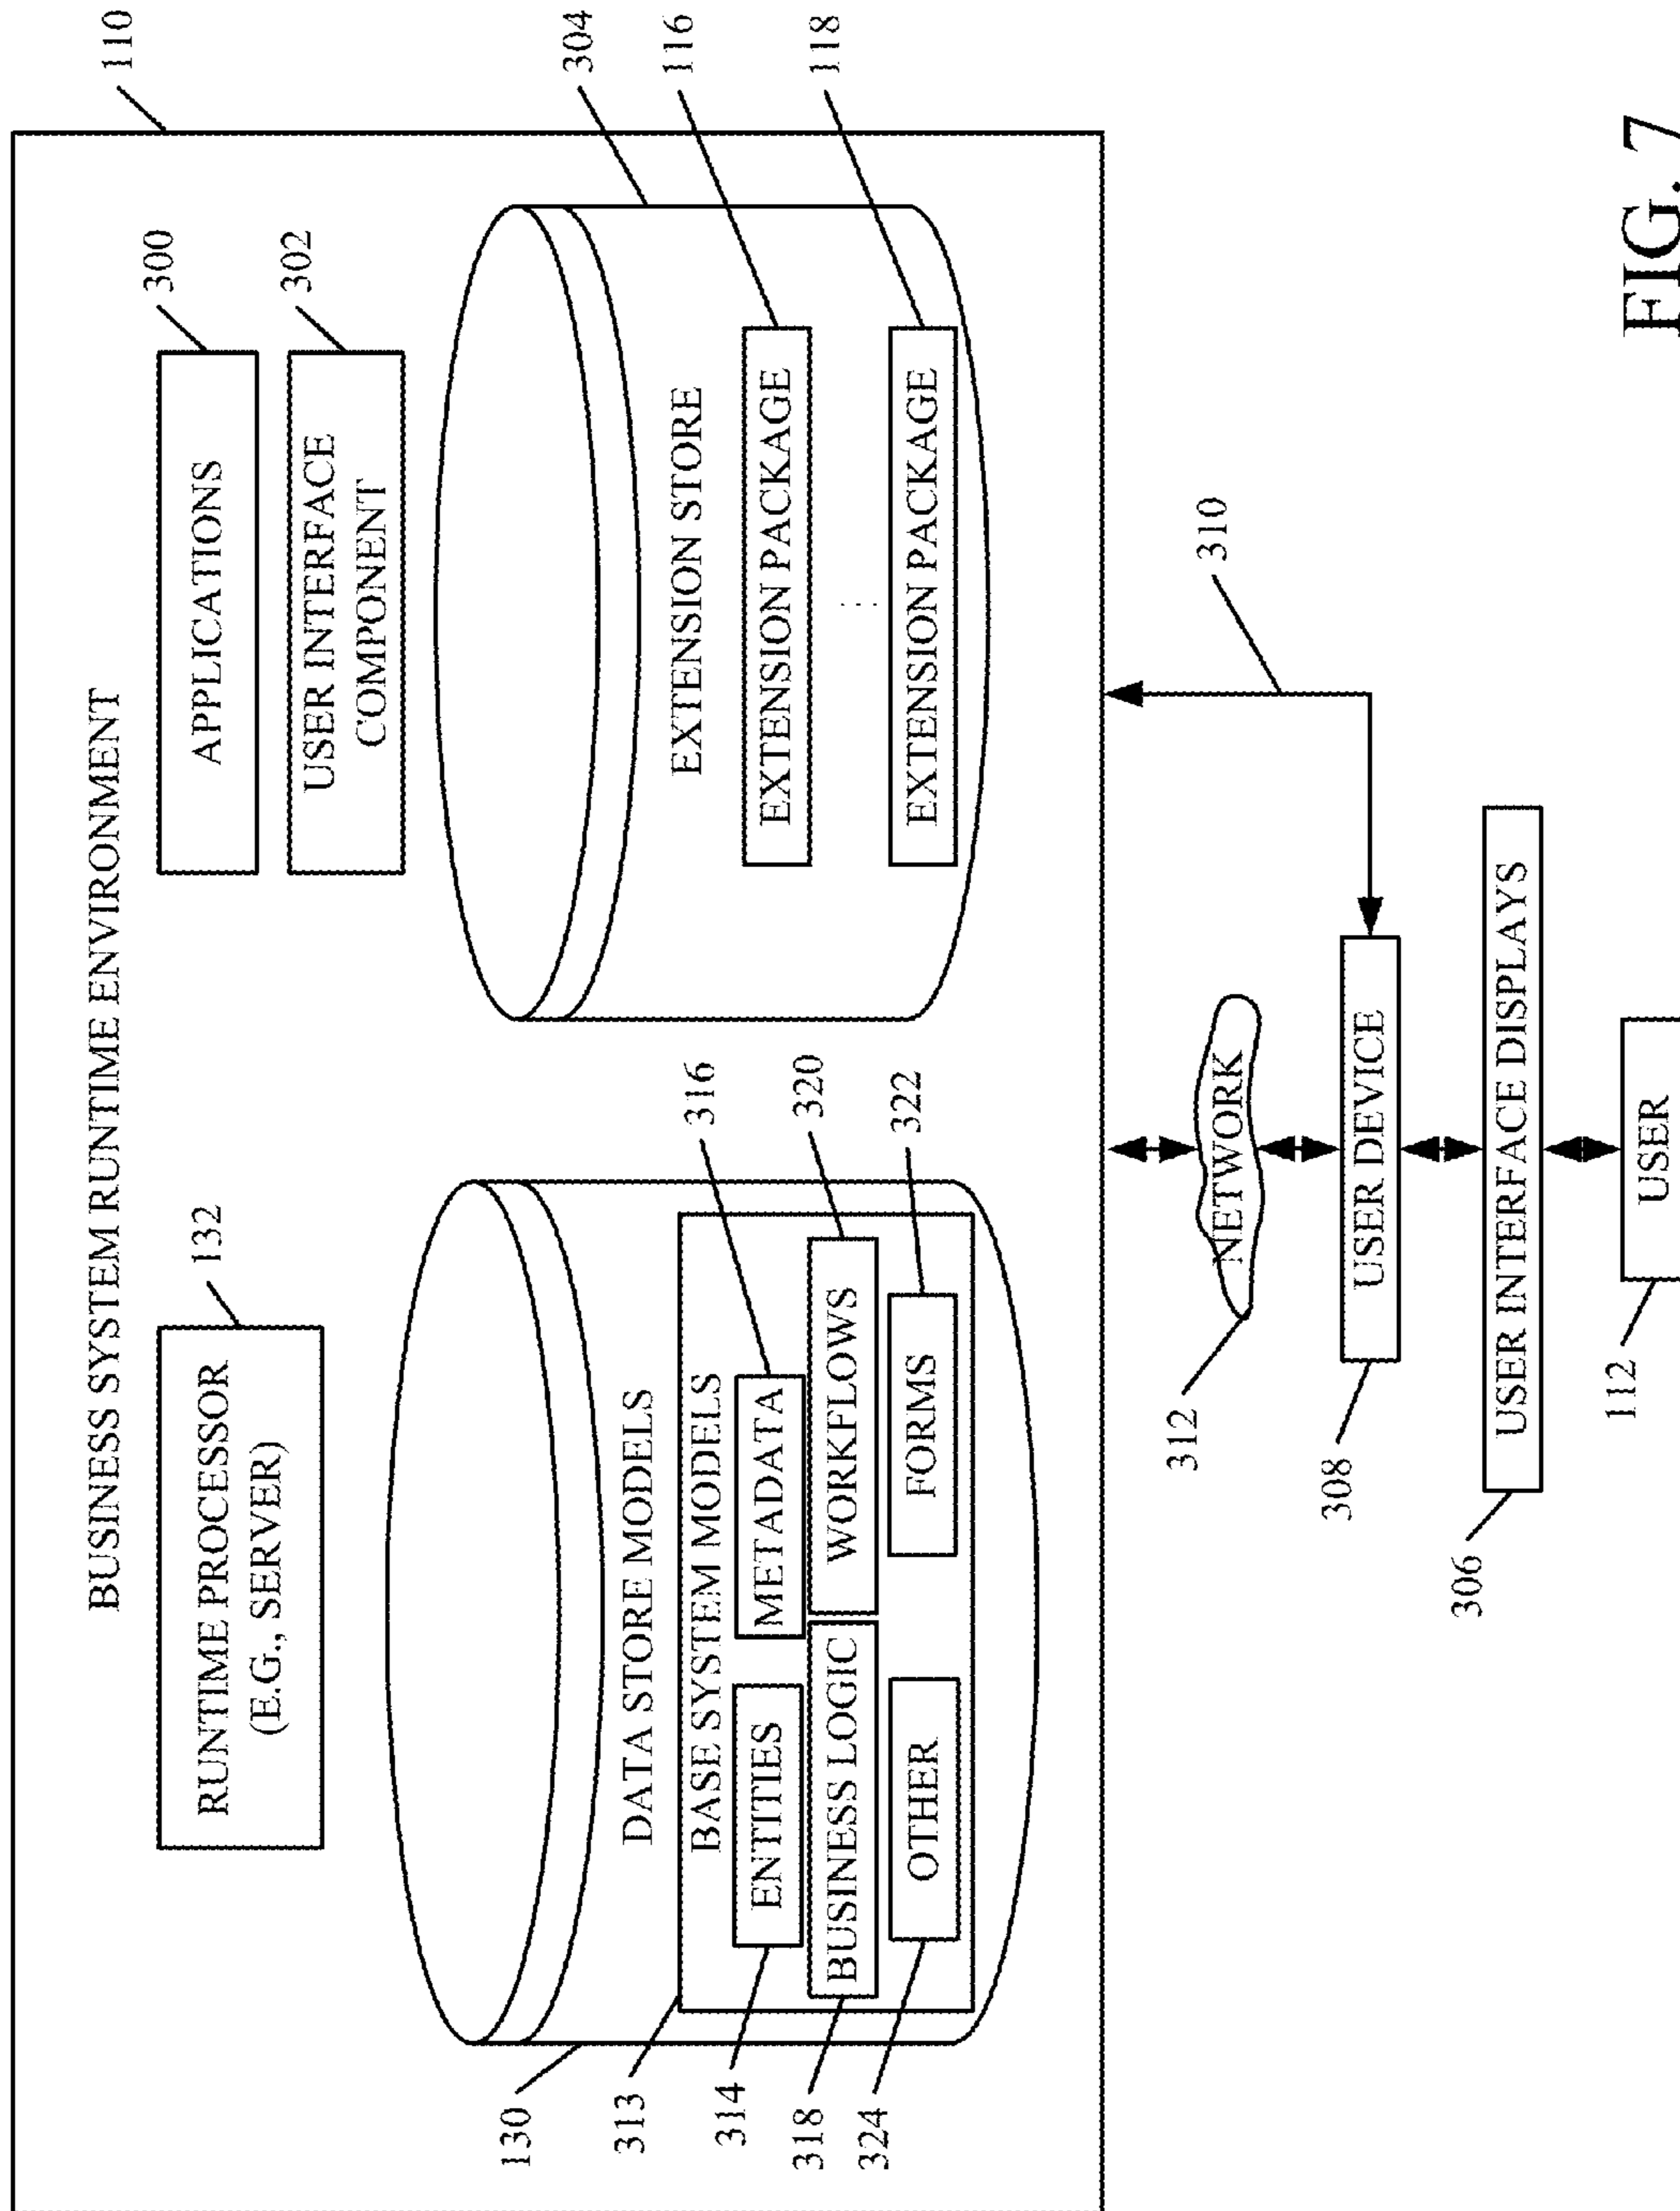 110
BUSINESS SYSTEM RUNTIME ENVIRONMENT
132
RUNTIME PROCESSOR
(E.G., SERVER)
300
APPLICATIONS
302
USER INTERFACE
COMPONENT
304
130
DATA STORE MODELS
313
BASE SYSTEM MODELS
314
ENTITIES
METADATA
316
318
BUSINESS LOGIC
WORKFLOWS
320
324
OTHER
FORMS
322
EXTENSION STORE
EXTENSION PACKAGE
116
EXTENSION PACKAGE
118
312
NETWORK
310
308
USER DEVICE
306
USER INTERFACE DISPLAYS
112
USER
FIG. 7